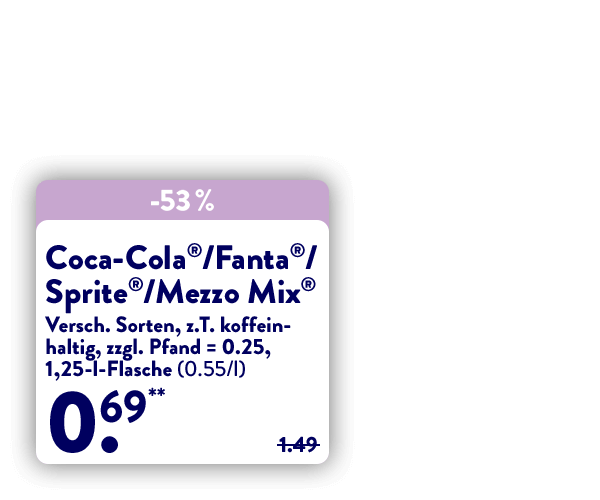 -53 %
Coca-Cola®/Fanta®/
Sprite®/Mezzo Mix®
Versch. Sorten, z.T. koffein-
haltig, zzgl. Pfand = 0.25,
1,25-l-Flasche (0.55/l)
0.69**
1.49